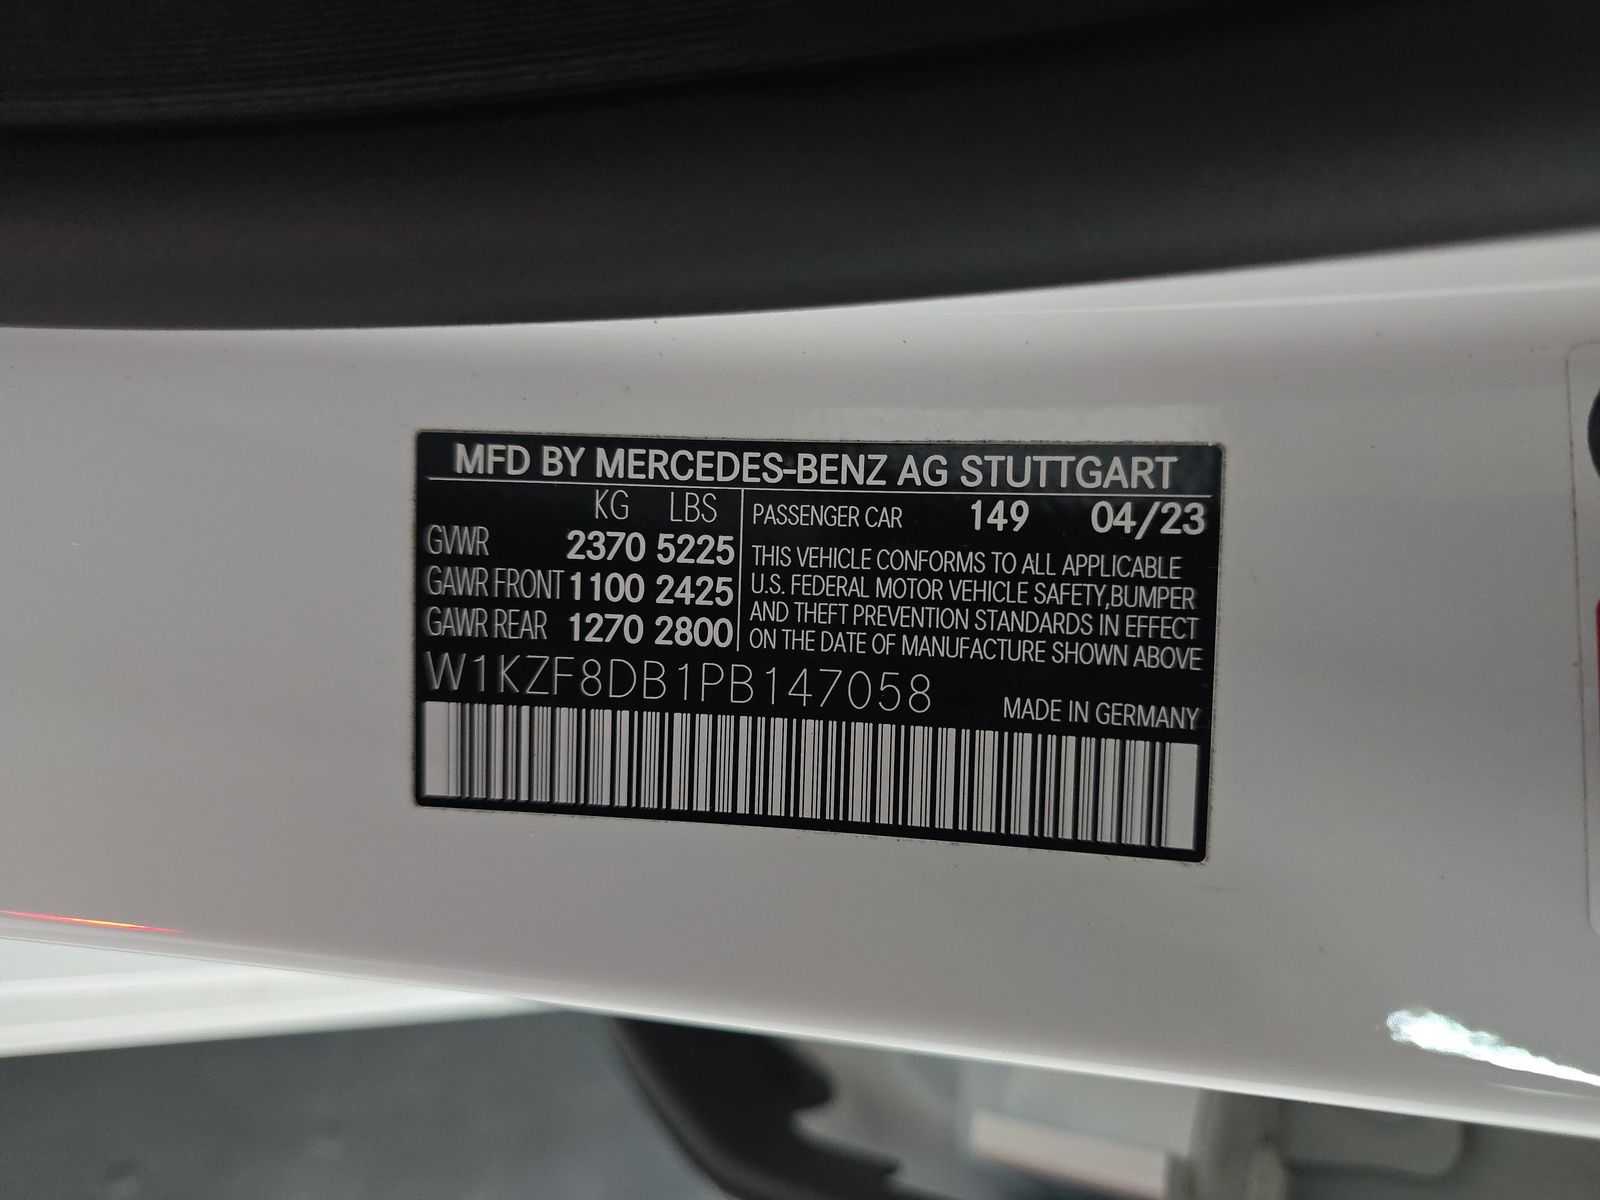 MFD BY MERCEDES-BENZ AG STUTTGART
KG LBS
GVWR 2370 5225
GAWR FRONT 1100 2425
GAWR REAR 1270 2800
PASSENGER CAR 149 04/23
THIS VEHICLE CONFORMS TO ALL APPLICABLE
U.S. FEDERAL MOTOR VEHICLE SAFETY,BUMPER
AND THEFT PREVENTION STANDARDS IN EFFECT
ON THE DATE OF MANUFACTURE SHOWN ABOVE
W1KZF8DB1PB147058
MADE IN GERMANY